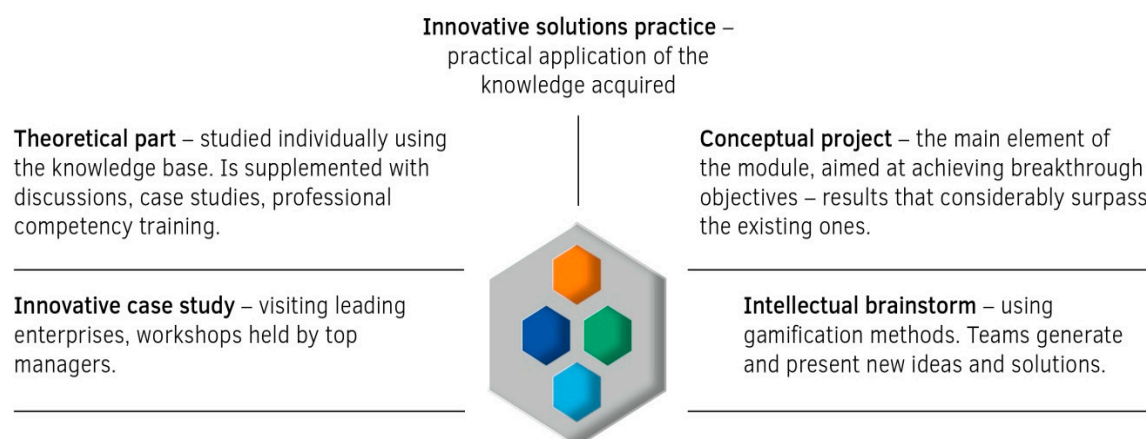 Innovative solutions practice –
practical application of the
knowledge acquired
Theoretical part – studied individually using
the knowledge base. Is supplemented with
discussions, case studies, professional
competency training.
Conceptual project – the main element of
the module, aimed at achieving breakthrough
objectives – results that considerably surpass
the existing ones.
Innovative case study – visiting leading
enterprises, workshops held by top
managers.
Intellectual brainstorm – using
gamification methods. Teams generate
and present new ideas and solutions.